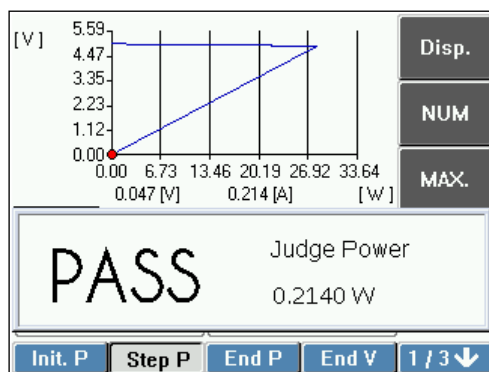 [V]
5.59
4.47
3.35
2.23
1.12
0.00
0.00 6.73 13.46 20.19 26.92 33.64
0.047 [V] 0.214 [A] [W]
Disp.
NUM
MAX.
PASS
Judge Power
0.2140 W
Init. P Step P End P End V 1/3